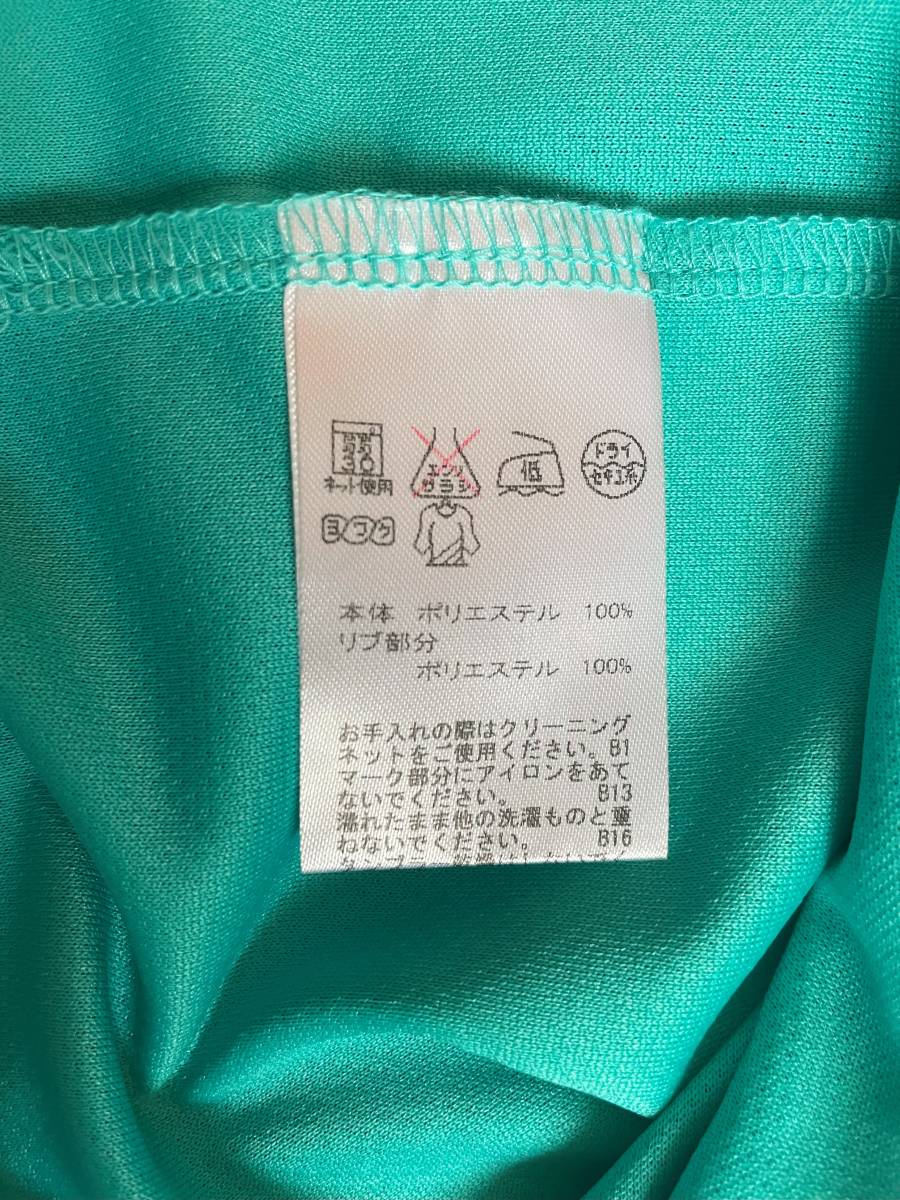 弱
30
ネット使用
エンソ
サラシ
低
ドライ
セキユ系
ヨワク
本体 ポリエステル 100%
リブ部分
ポリエステル 100%
お手入れの際はクリーニング
ネットをご使用ください。B1
マーク部分にアイロンをあて
ないでください。 B13
濡れたまま他の洗濯ものと重
ねないでください。 B16